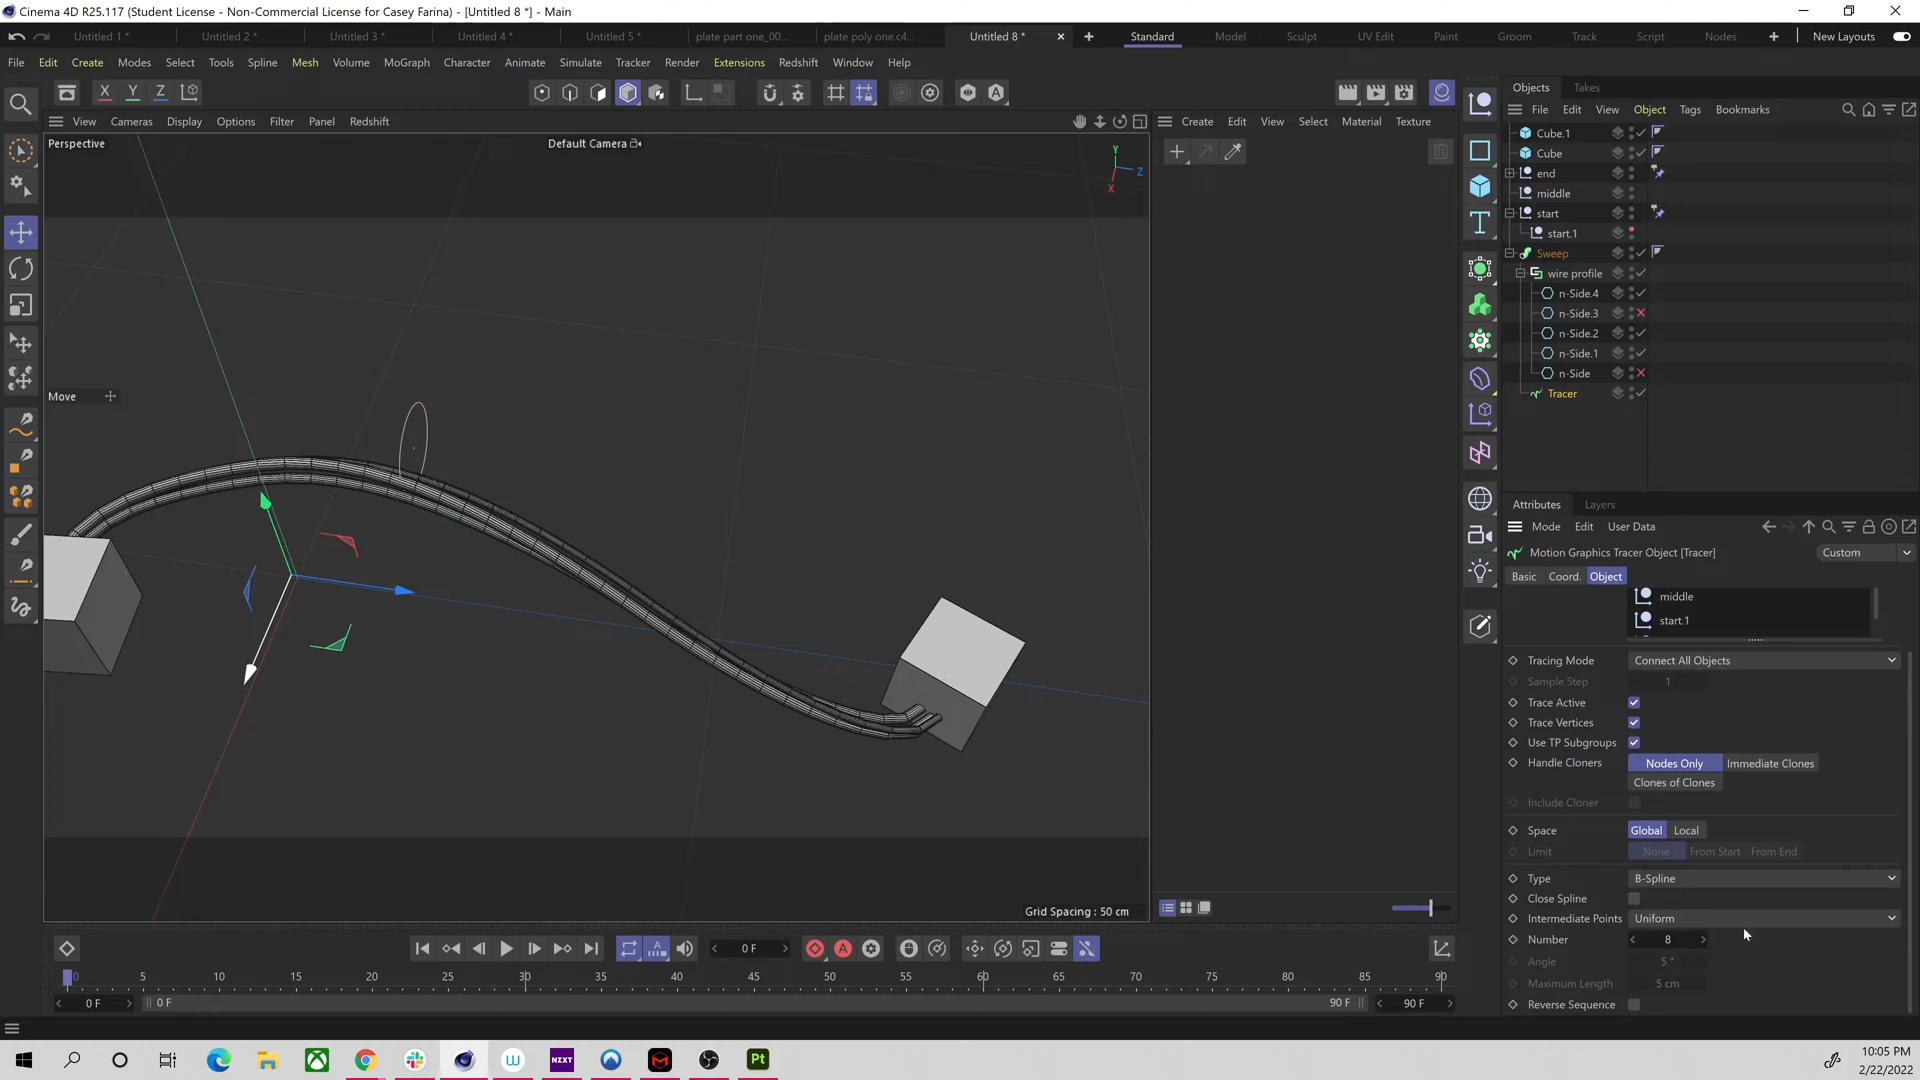 Cinema 4D R25.117 (Student License - Non-Commercial License for Casey Farina) - [Untitled 8 *] - Main
Untitled 1 * Untitled 2 * Untitled 3 * Untitled 4 * Untitled 5 * plate part one_00... plate poly one.c4... Untitled 8 * Standard Model Sculpt UV Edit Paint Groom Track Script Nodes New Layouts
File Edit Create Modes Select Tools Spline Mesh Volume MoGraph Character Animate Simulate Tracker Render Extensions Redshift Window Help
X Y Z
Objects Takes
File Edit View Object Tags Bookmarks
View Cameras Display Options Filter Panel Redshift
Create Edit View Select Material Texture
Perspective
Default Camera
Y
Z
X
Cube.1
Cube
end
middle
start
start.1
Sweep
wire profile
n-Side.4
n-Side.3
n-Side.2
n-Side.1
n-Side
Tracer
Move
Attributes Layers
Mode Edit User Data
Motion Graphics Tracer Object [Tracer]
Custom
Basic Coord. Object
middle
start.1
Tracing Mode Connect All Objects
Sample Step 1
Trace Active
Trace Vertices
Use TP Subgroups
Handle Cloners Nodes Only Immediate Clones
Clones of Clones
Include Cloner
Space Global Local
Limit None From Start From End
Type B-Spline
Close Spline
Intermediate Points Uniform
Number 8
Angle 5 °
Maximum Length 5 cm
Reverse Sequence
Grid Spacing : 50 cm
0 F
0 5 10 15 20 25 30 35 40 45 50 55 60 65 70 75 80 85 90
0 F 0 F 90 F 90 F
NZXT
Pt
10:05 PM
2/22/2022